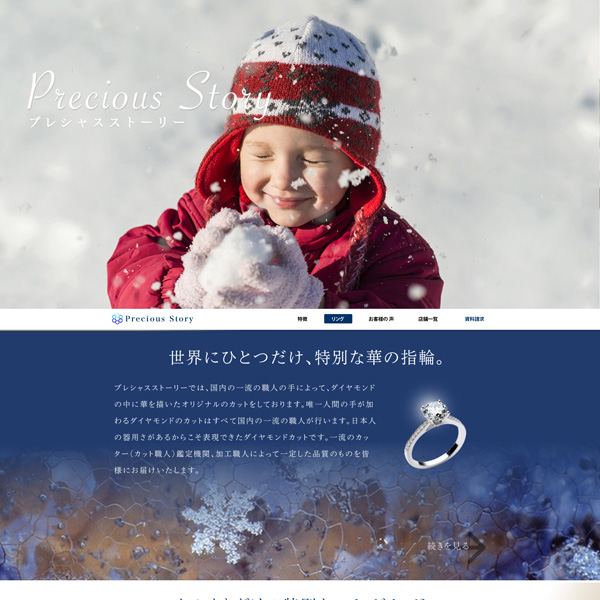 Precious Story
プレシャスストーリー
Precious Story
特徴
リング
お客様の声
店舗一覧
資料請求
世界にひとつだけ、特別な華の指輪。
プレシャスストーリーでは、国内の一流の職人の手によって、ダイヤモンド
の中に華を描いたオリジナルのカットをしております。唯一人間の手が加
わるダイヤモンドのカットはすべて国内の一流の職人が行います。日本人
の器用さがあるからこそ表現できたダイヤモンドカットです。一流のカッ
ター（カット職人）鑑定機関、加工職人によって一定した品質のものを皆
様にお届けいたします。
続きを見る